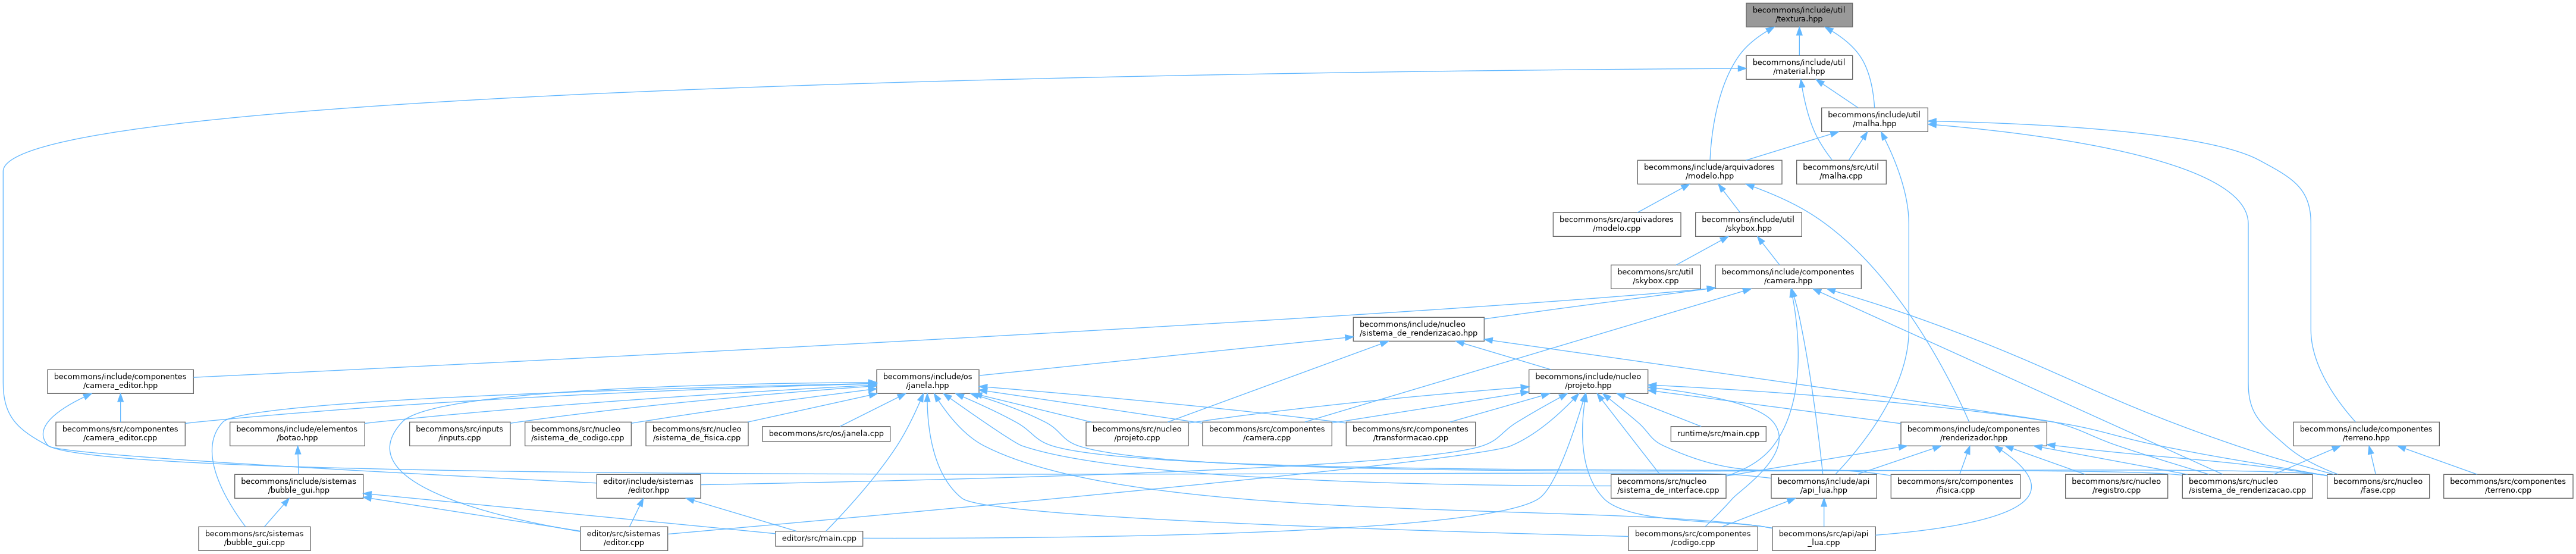 becommons/include/util
/textura.hpp
becommons/include/util
/material.hpp
becommons/include/util
/malha.hpp
becommons/include/arquivadores
/modelo.hpp
becommons/src/util
/malha.cpp
becommons/src/arquivadores
/modelo.cpp
becommons/include/util
/skybox.hpp
becommons/src/util
/skybox.cpp
becommons/include/componentes
/camera.hpp
becommons/include/nucleo
/sistema_de_renderizacao.hpp
becommons/include/componentes
/camera_editor.hpp
becommons/include/os
/janela.hpp
becommons/include/nucleo
/projeto.hpp
becommons/src/componentes
/camera_editor.cpp
becommons/include/elementos
/botao.hpp
becommons/src/inputs
/inputs.cpp
becommons/src/nucleo
/sistema_de_codigo.cpp
becommons/src/nucleo
/sistema_de_fisica.cpp
becommons/src/os/janela.cpp
becommons/src/nucleo
/projeto.cpp
becommons/src/componentes
/camera.cpp
becommons/src/componentes
/transformacao.cpp
runtime/src/main.cpp
becommons/include/componentes
/renderizador.hpp
becommons/include/componentes
/terreno.hpp
becommons/include/sistemas
/bubble_gui.hpp
editor/include/sistemas
/editor.hpp
becommons/src/nucleo
/sistema_de_interface.cpp
becommons/include/api
/api_lua.hpp
becommons/src/componentes
/fisica.cpp
becommons/src/nucleo
/registro.cpp
becommons/src/nucleo
/sistema_de_renderizacao.cpp
becommons/src/nucleo
/fase.cpp
becommons/src/componentes
/terreno.cpp
becommons/src/sistemas
/bubble_gui.cpp
editor/src/sistemas
/editor.cpp
editor/src/main.cpp
becommons/src/componentes
/codigo.cpp
becommons/src/api/api
_lua.cpp